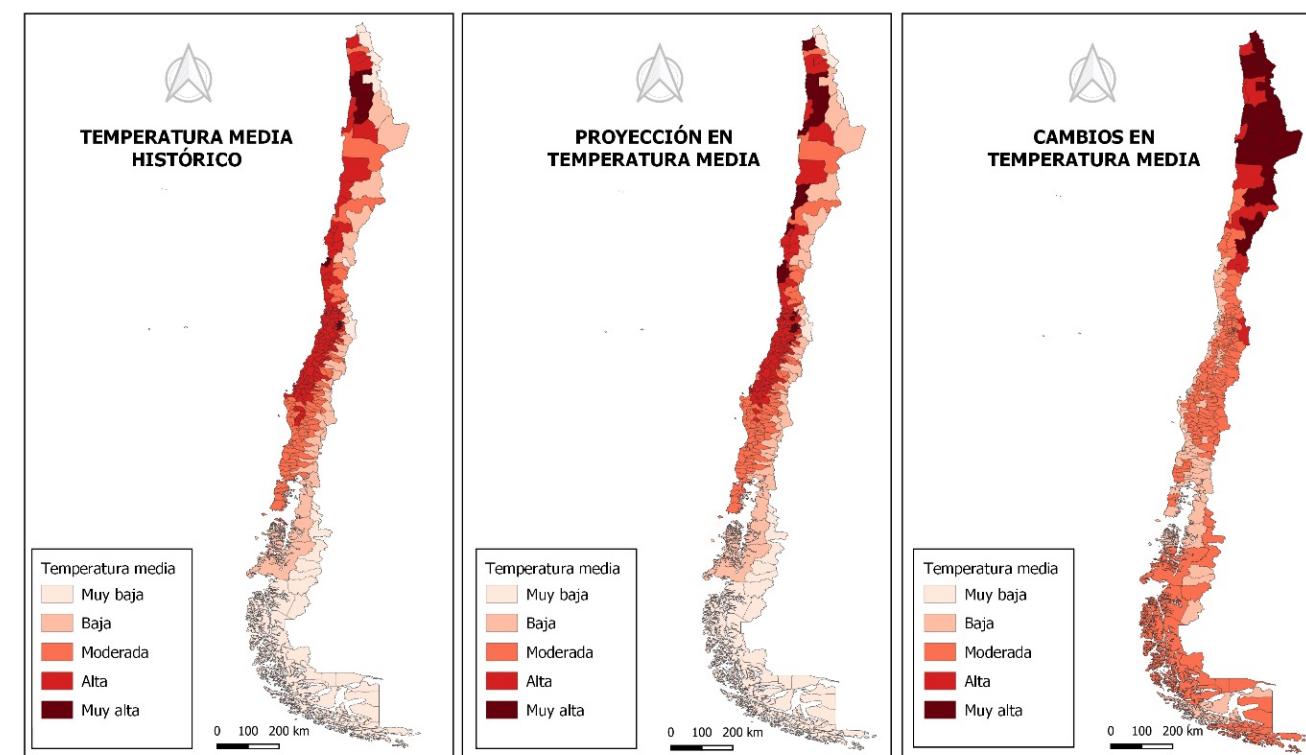 TEMPERATURA MEDIA
HISTÓRICO
Temperatura media
Muy baja
Baja
Moderada
Alta
Muy alta
0 100 200 km
PROYECCIÓN EN
TEMPERATURA MEDIA
Temperatura media
Muy baja
Baja
Moderada
Alta
Muy alta
0 100 200 km
CAMBIOS EN
TEMPERATURA MEDIA
Temperatura media
Muy baja
Baja
Moderada
Alta
Muy alta
0 100 200 km